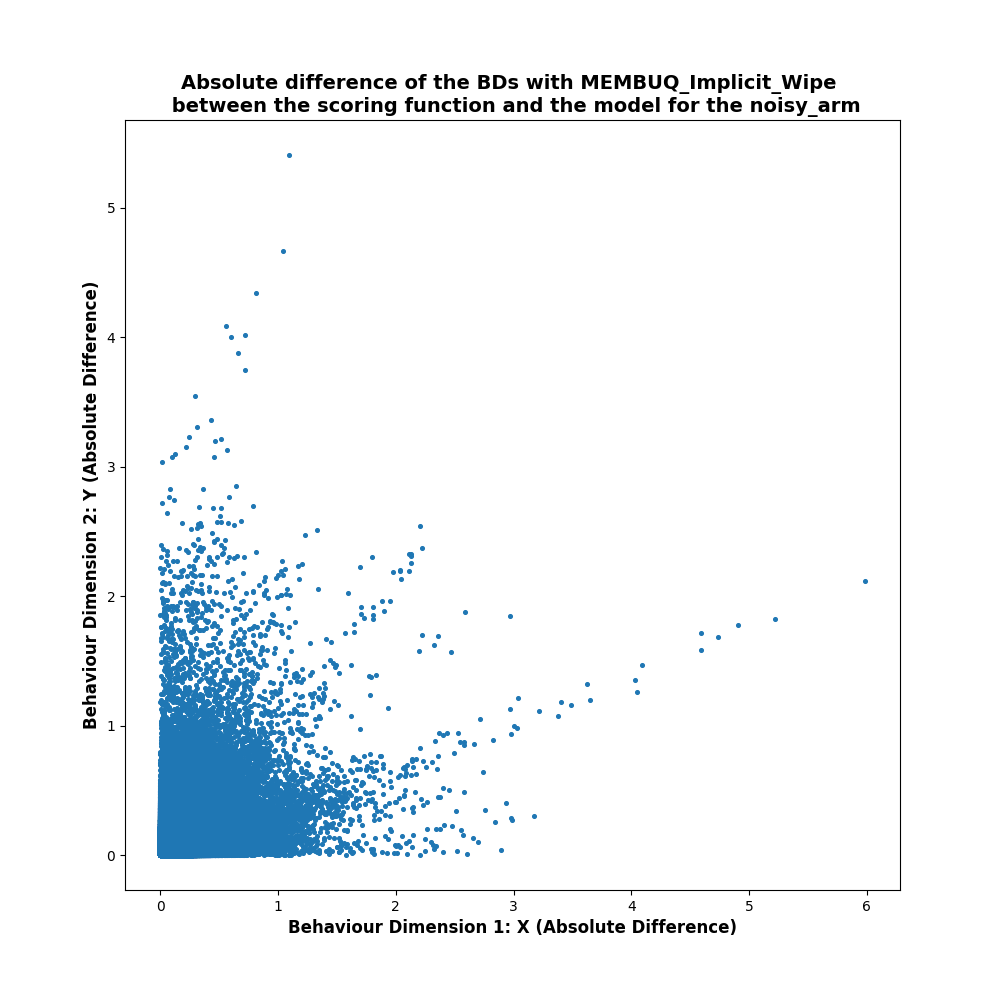 Absolute difference of the BDs with MEMBUQ_Implicit_Wipe
between the scoring function and the model for the noisy_arm
Behaviour Dimension 2: Y (Absolute Difference)
5
4
3
2
1
0
0 1 2 3 4 5 6
Behaviour Dimension 1: X (Absolute Difference)